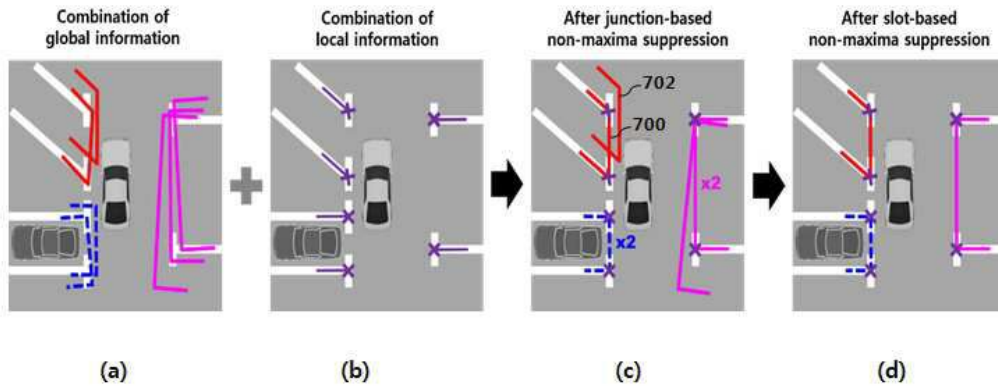 Combination of
global information
Combination of
local information
After junction-based
non-maxima suppression
After slot-based
non-maxima suppression
702
700
x2
x2
(a)
(b)
(c)
(d)